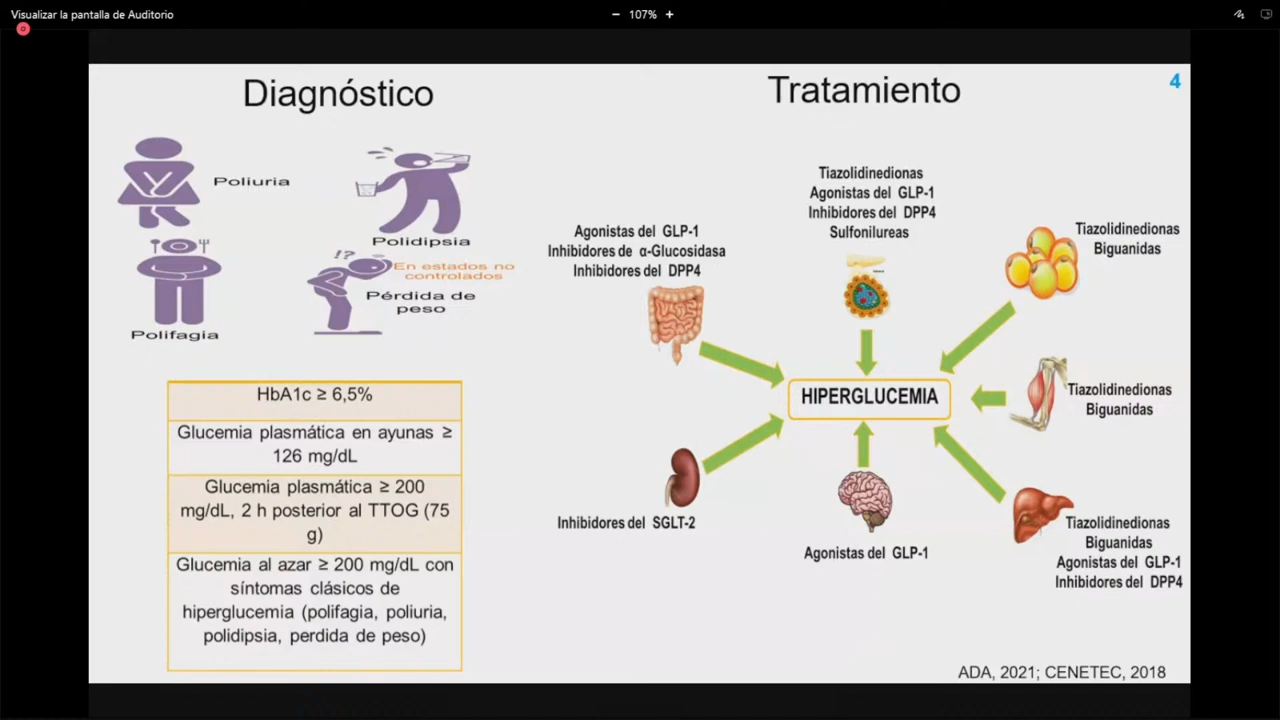 Visualizar la pantalla de Auditorio
− 107% +
Diagnóstico
Poliuria
Polidipsia
Polifagia
!?
En estados no
controlados
Pérdida de
peso
HbA1c ≥ 6,5%
Glucemia plasmática en ayunas ≥
126 mg/dL
Glucemia plasmática ≥ 200
mg/dL, 2 h posterior al TTOG (75
g)
Glucemia al azar ≥ 200 mg/dL con
síntomas clásicos de
hiperglucemia (polifagia, poliuria,
polidipsia, perdida de peso)
Tratamiento
4
Agonistas del GLP-1
Inhibidores de α-Glucosidasa
Inhibidores del DPP4
Tiazolidinedionas
Agonistas del GLP-1
Inhibidores del DPP4
Sulfonilureas
Tiazolidinedionas
Biguanidas
HIPERGLUCEMIA
Tiazolidinedionas
Biguanidas
Inhibidores del SGLT-2
Agonistas del GLP-1
Tiazolidinedionas
Biguanidas
Agonistas del GLP-1
Inhibidores del DPP4
ADA, 2021; CENETEC, 2018